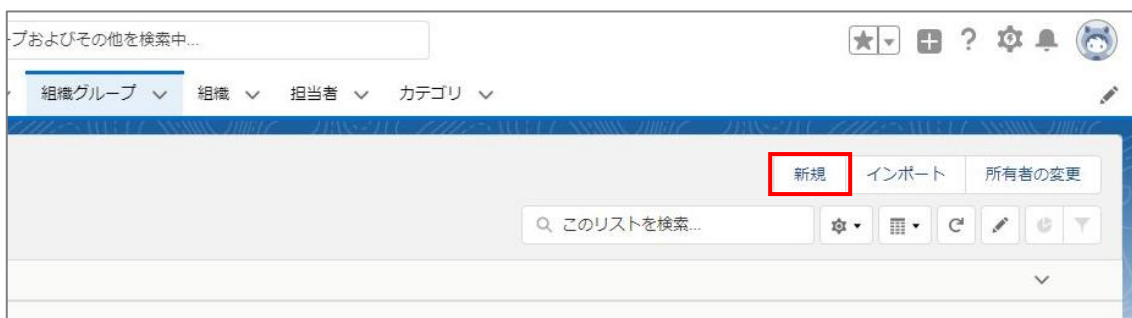 プおよびその他を検索中...
組織グループ 組織 担当者 カテゴリ
新規 インポート 所有者の変更
このリストを検索...